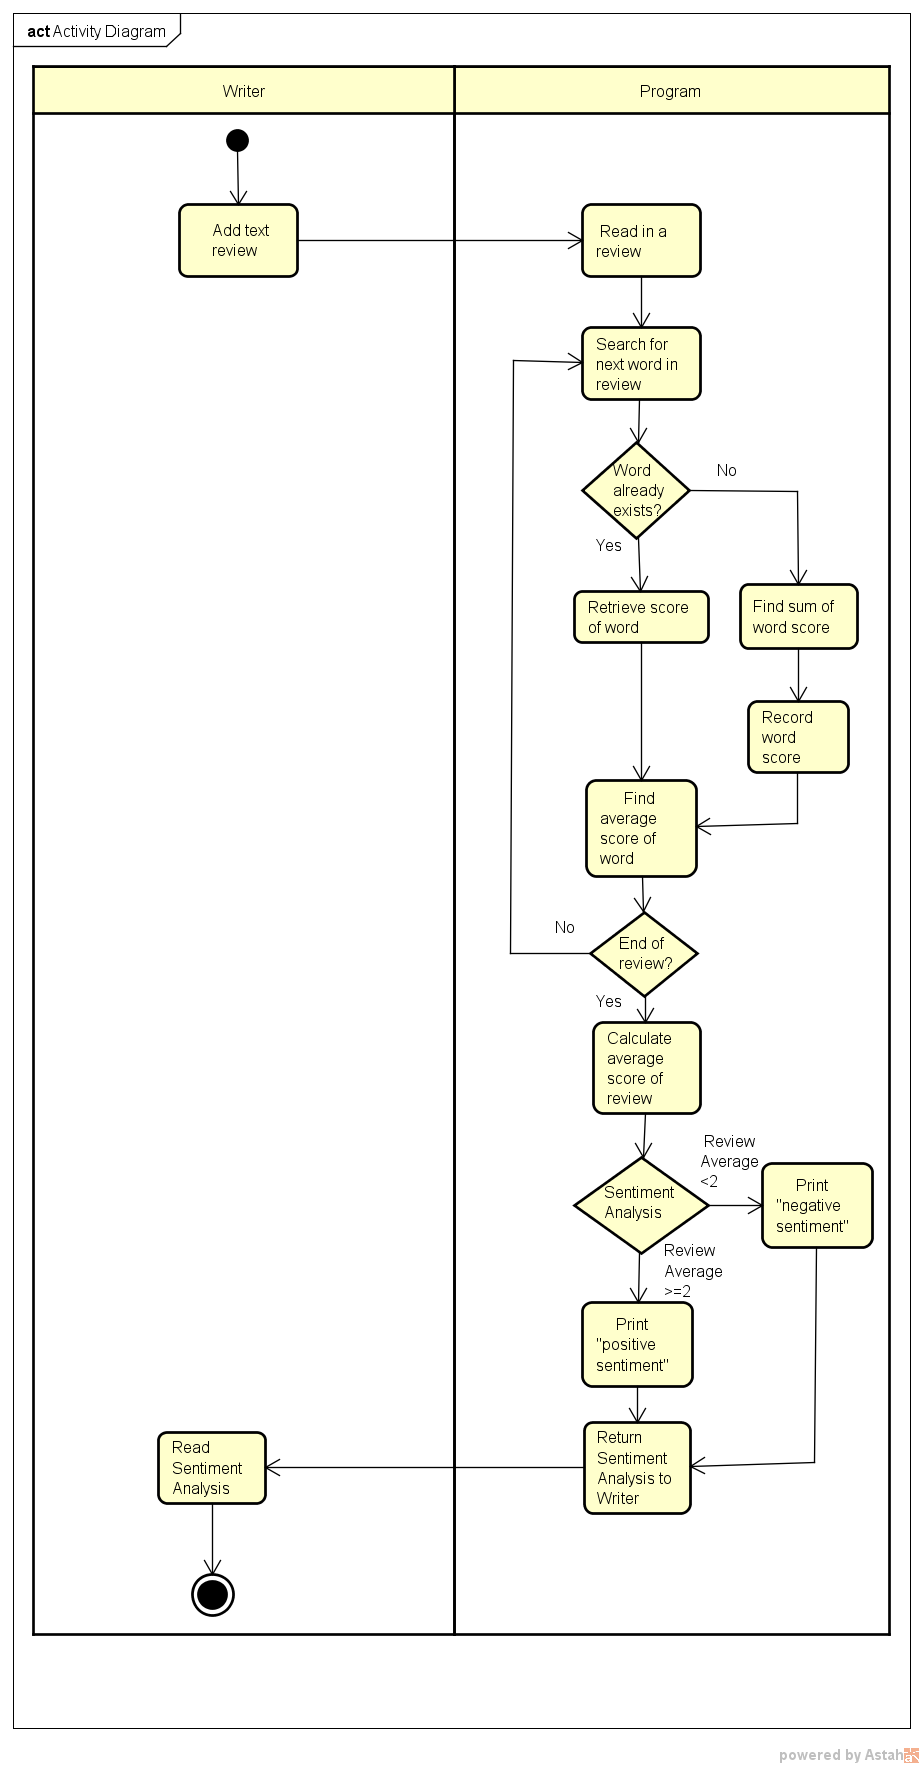 act Activity Diagram
Writer
Program
Add text
review
Read in a
review
Search for
next word in
review
Word
already
exists?
No
Yes
Retrieve score
of word
Find sum of
word score
Record
word
score
Find
average
score of
word
No
End of
review?
Yes
Calculate
average
score of
review
Review
Average
<2
Sentiment
Analysis
Print
"negative
sentiment"
Review
Average
>=2
Print
"positive
sentiment"
Return
Sentiment
Analysis to
Writer
Read
Sentiment
Analysis
powered by Astah